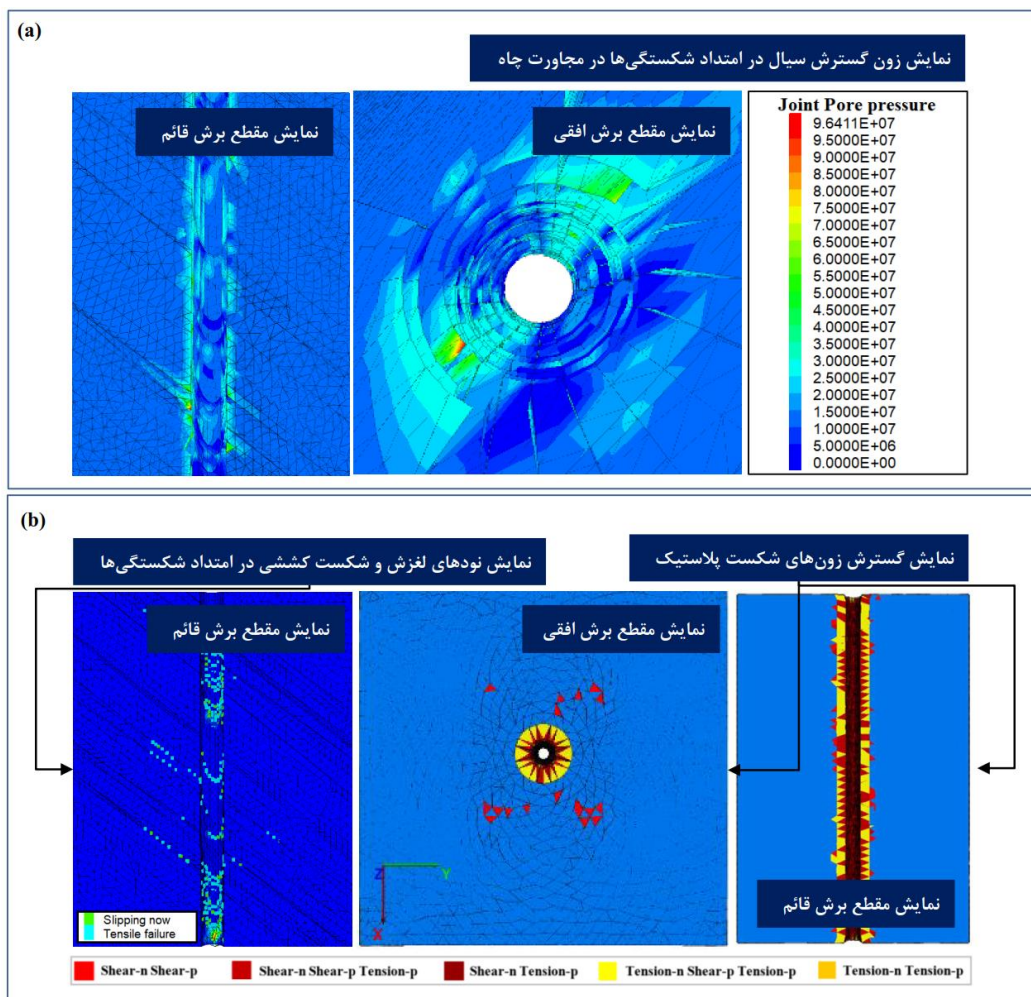 (a)
نمایش زون گسترش سیال در امتداد شکستگی‌ها در مجاورت چاه
نمایش مقطع برش قائم
نمایش مقطع برش افقی
Joint Pore pressure
9.6411E+07
9.5000E+07
9.0000E+07
8.5000E+07
8.0000E+07
7.5000E+07
7.0000E+07
6.5000E+07
6.0000E+07
5.5000E+07
5.0000E+07
4.5000E+07
4.0000E+07
3.5000E+07
3.0000E+07
2.5000E+07
2.0000E+07
1.5000E+07
1.0000E+07
5.0000E+06
0.0000E+00
(b)
نمایش نودهای لغزش و شکست کششی در امتداد شکستگی‌ها
نمایش گسترش زون‌های شکست پلاستیک
نمایش مقطع برش قائم
نمایش مقطع برش افقی
Z
Y
X
نمایش مقطع برش قائم
Slipping now
Tensile failure
Shear-n Shear-p
Shear-n Shear-p Tension-p
Shear-n Tension-p
Tension-n Shear-p Tension-p
Tension-n Tension-p